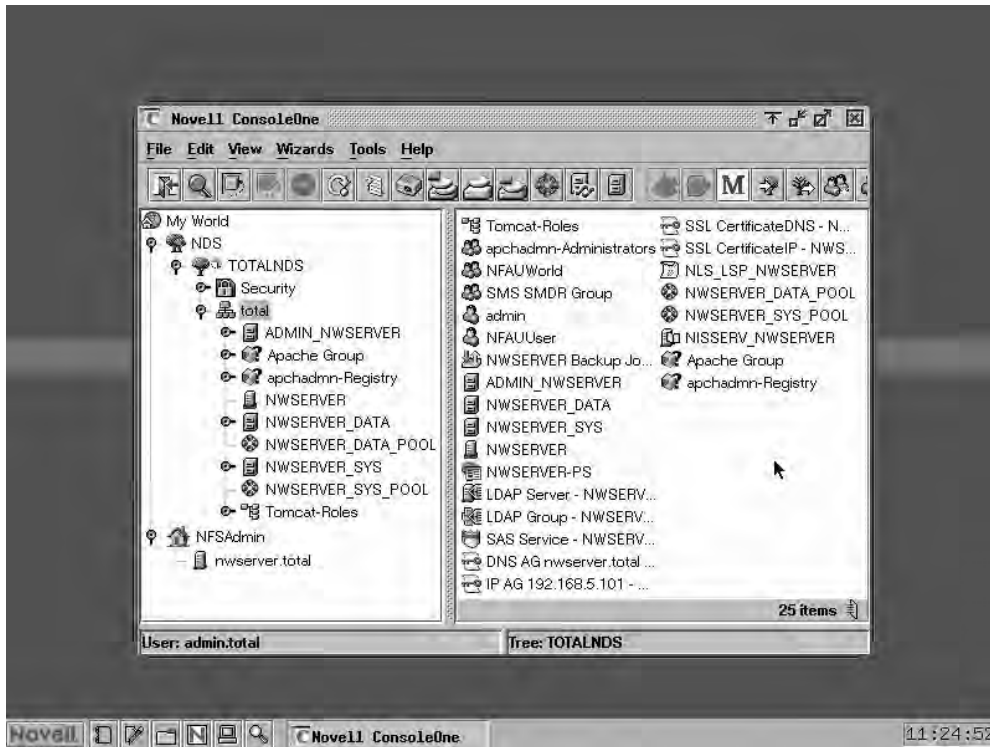 Novell ConsoleOne
File Edit View Wizards Tools Help
M
My World
NDS
TOTALNDS
Security
total
ADMIN_NWSERVER
Apache Group
apchadmn-Registry
NWSERVER
NWSERVER_DATA
NWSERVER_DATA_POOL
NWSERVER_SYS
NWSERVER_SYS_POOL
Tomcat-Roles
NFSAdmin
nwserver.total
Tomcat-Roles
apchadmn-Administrators
NFAUWorld
SMS SMDR Group
admin
NFAUUser
NWSERVER Backup Jo...
ADMIN_NWSERVER
NWSERVER_DATA
NWSERVER_SYS
NWSERVER
NWSERVER-PS
LDAP Server - NWSERV...
LDAP Group - NWSERV...
SAS Service - NWSERV...
DNS AG nwserver.total ...
IP AG 192.168.5.101 - ...
SSL CertificateDNS - N...
SSL CertificateIP - NWS...
NLS_LSP_NWSERVER
NWSERVER_DATA_POOL
NWSERVER_SYS_POOL
NISSERV_NWSERVER
Apache Group
apchadmn-Registry
25 items
User: admin.total
Tree: TOTALNDS
Novell
N
Novell ConsoleOne
11:24:52